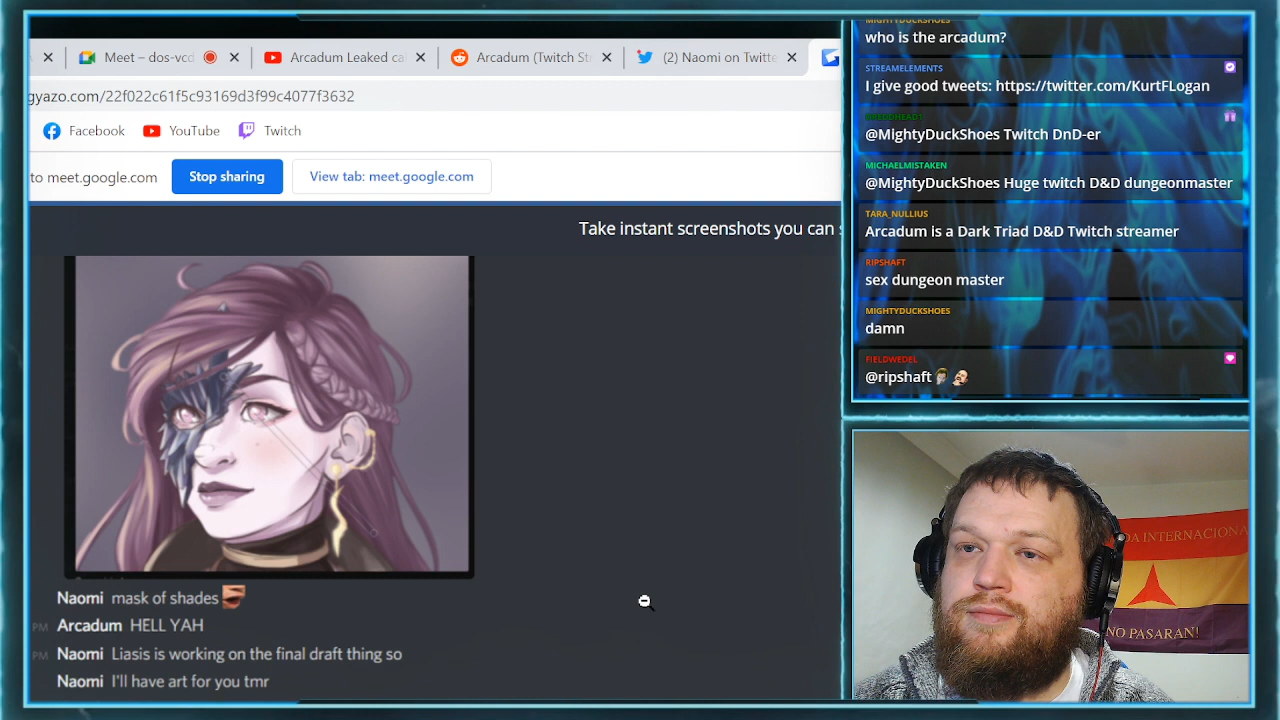 Meet – dos-vcd
Arcadum Leaked ca
Arcadum (Twitch St
(2) Naomi on Twitte
gyazo.com/22f022c61f5c93169d3f99c4077f3632
Facebook
YouTube
Twitch
to meet.google.com
Stop sharing
View tab: meet.google.com
Take instant screenshots you can s
Naomi mask of shades
PM Arcadum HELL YAH
PM Naomi Liasis is working on the final draft thing so
Naomi I'll have art for you tmr
MIGHTYDUCKSHOES
who is the arcadum?
STREAMELEMENTS
I give good tweets: https://twitter.com/KurtFLogan
@MightyDuckShoes Twitch DnD-er
MICHAELMISTAKEN
@MightyDuckShoes Huge twitch D&D dungeonmaster
TARA_NULLIUS
Arcadum is a Dark Triad D&D Twitch streamer
RIPSHAFT
sex dungeon master
MIGHTYDUCKSHOES
damn
FIELDWEDEL
@ripshaft
DA INTERNACIONA
NO PASARAN!